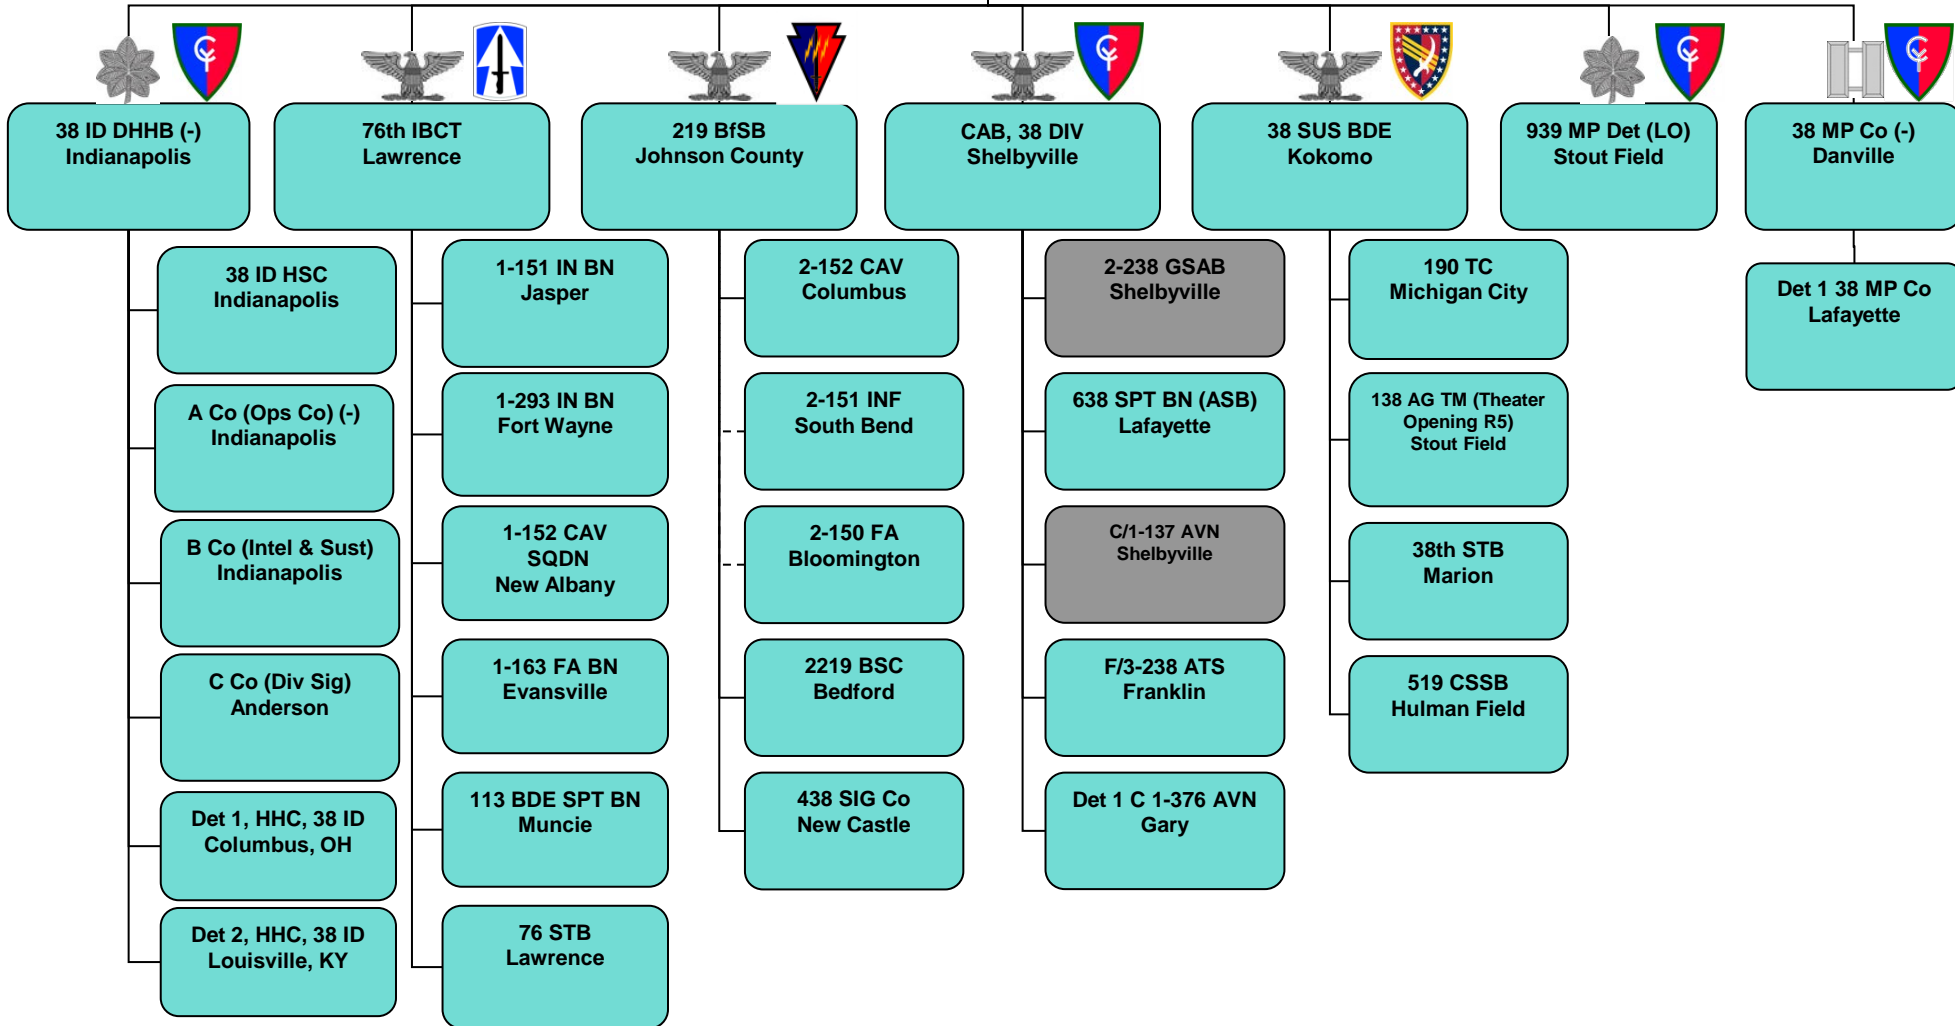 38 ID DHHB (-)
Indianapolis
76th IBCT
Lawrence
219 BfSB
Johnson County
CAB, 38 DIV
Shelbyville
38 SUS BDE
Kokomo
939 MP Det (LO)
Stout Field
38 MP Co (-)
Danville
38 ID HSC
Indianapolis
A Co (Ops Co) (-)
Indianapolis
B Co (Intel & Sust)
Indianapolis
C Co (Div Sig)
Anderson
Det 1, HHC, 38 ID
Columbus, OH
Det 2, HHC, 38 ID
Louisville, KY
1-151 IN BN
Jasper
1-293 IN BN
Fort Wayne
1-152 CAV
SQDN
New Albany
1-163 FA BN
Evansville
113 BDE SPT BN
Muncie
76 STB
Lawrence
2-152 CAV
Columbus
2-151 INF
South Bend
2-150 FA
Bloomington
2219 BSC
Bedford
438 SIG Co
New Castle
2-238 GSAB
Shelbyville
638 SPT BN (ASB)
Lafayette
C/1-137 AVN
Shelbyville
F/3-238 ATS
Franklin
Det 1 C 1-376 AVN
Gary
190 TC
Michigan City
138 AG TM (Theater
Opening R5)
Stout Field
38th STB
Marion
519 CSSB
Hulman Field
Det 1 38 MP Co
Lafayette